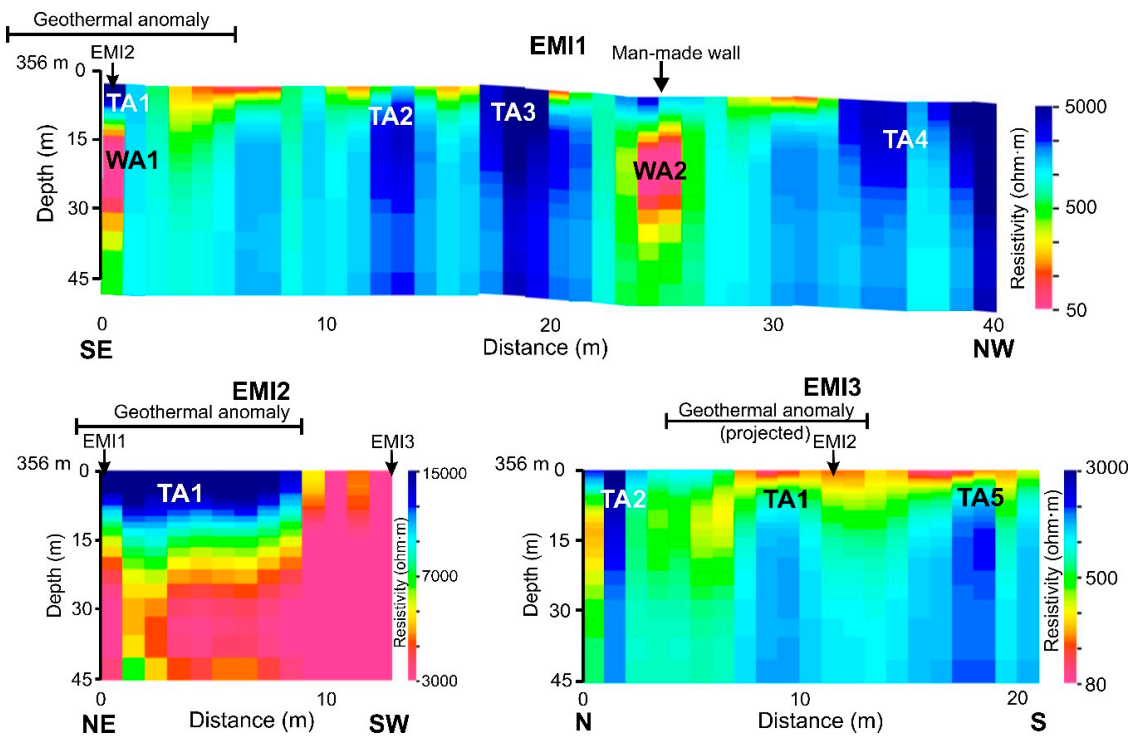 Geothermal anomaly
EMI2
EMI1
Man-made wall
356 m
0
15
30
45
Depth (m)
TA1
WA1
TA2
TA3
WA2
TA4
5000
500
50
Resistivity (ohm·m)
0
10
20
30
40
SE
Distance (m)
NW
EMI2
Geothermal anomaly
EMI1
EMI3
356 m
0
15
30
45
Depth (m)
TA1
15000
7000
3000
Resistivity (ohm·m)
0
10
NE
Distance (m)
SW
EMI3
Geothermal anomaly
(projected)
EMI2
356 m
0
15
30
45
Depth (m)
TA2
TA1
TA5
3000
500
80
Resistivity (ohm·m)
0
10
20
N
Distance (m)
S